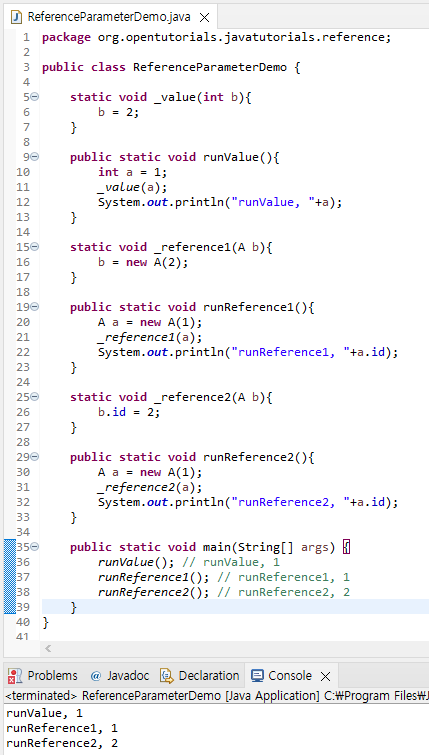 ReferenceParameterDemo.java
1 package org.opentutorials.javatutorials.reference;
2
3 public class ReferenceParameterDemo {
4
5     static void _value(int b){
6         b = 2;
7     }
8
9     public static void runValue(){
10         int a = 1;
11         _value(a);
12         System.out.println("runValue, "+a);
13     }
14
15     static void _reference1(A b){
16         b = new A(2);
17     }
18
19     public static void runReference1(){
20         A a = new A(1);
21         _reference1(a);
22         System.out.println("runReference1, "+a.id);
23     }
24
25     static void _reference2(A b){
26         b.id = 2;
27     }
28
29     public static void runReference2(){
30         A a = new A(1);
31         _reference2(a);
32         System.out.println("runReference2, "+a.id);
33     }
34
35     public static void main(String[] args) {
36         runValue(); // runValue, 1
37         runReference1(); // runReference1, 1
38         runReference2(); // runReference2, 2
39     }
40 }
41
Problems @ Javadoc Declaration Console
<terminated> ReferenceParameterDemo [Java Application] C:₩Program Files₩J
runValue, 1
runReference1, 1
runReference2, 2